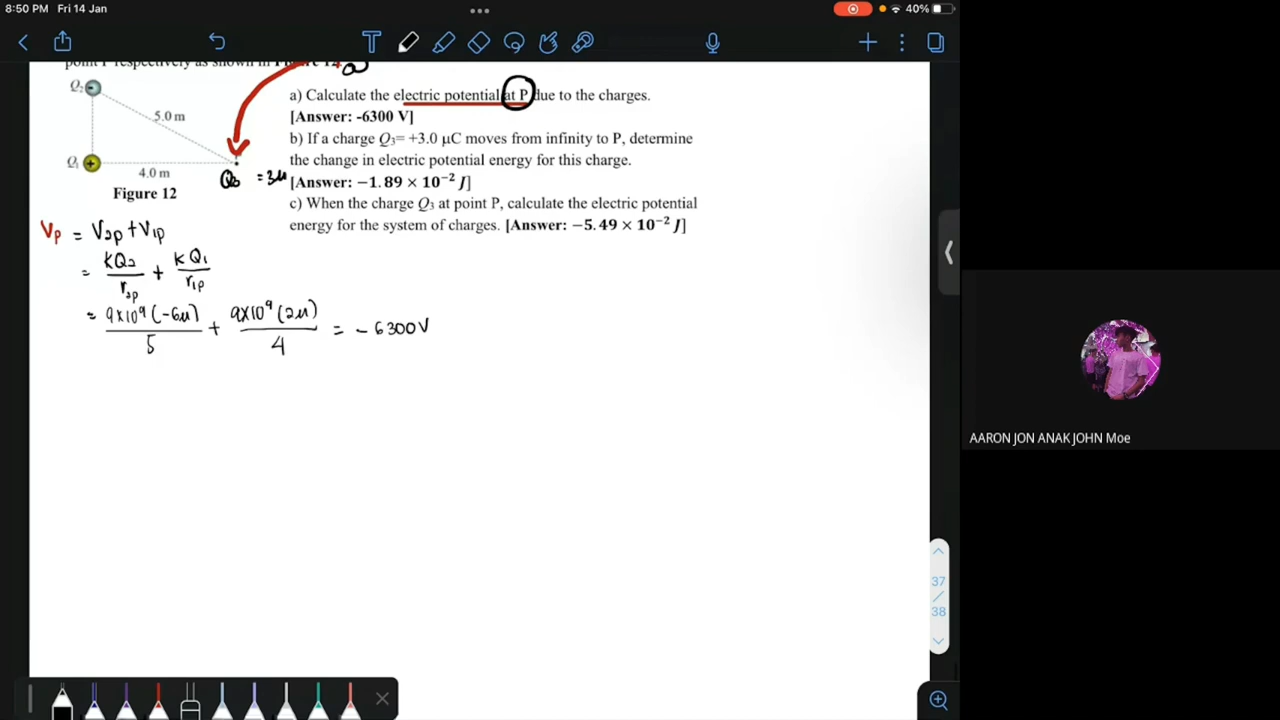 8:50 PM Fri 14 Jan
40%
point P respectively as shown in Figure 12
Q₂
5.0 m
Q₁
4.0 m
Q₃ = 3μ
Figure 12
a) Calculate the electric potential at P due to the charges.
[Answer: -6300 V]
b) If a charge Q₃= +3.0 μC moves from infinity to P, determine
the change in electric potential energy for this charge.
[Answer: −1.89 × 10⁻² J]
c) When the charge Q₃ at point P, calculate the electric potential
energy for the system of charges. [Answer: −5.49 × 10⁻² J]
Vp = V₂p + V₁p
= kQ₂/r₂p + kQ₁/r₁p
= 9x10⁹(-6μ)/5 + 9x10⁹(2μ)/4 = -6300V
AARON JON ANAK JOHN Moe
37
/
38